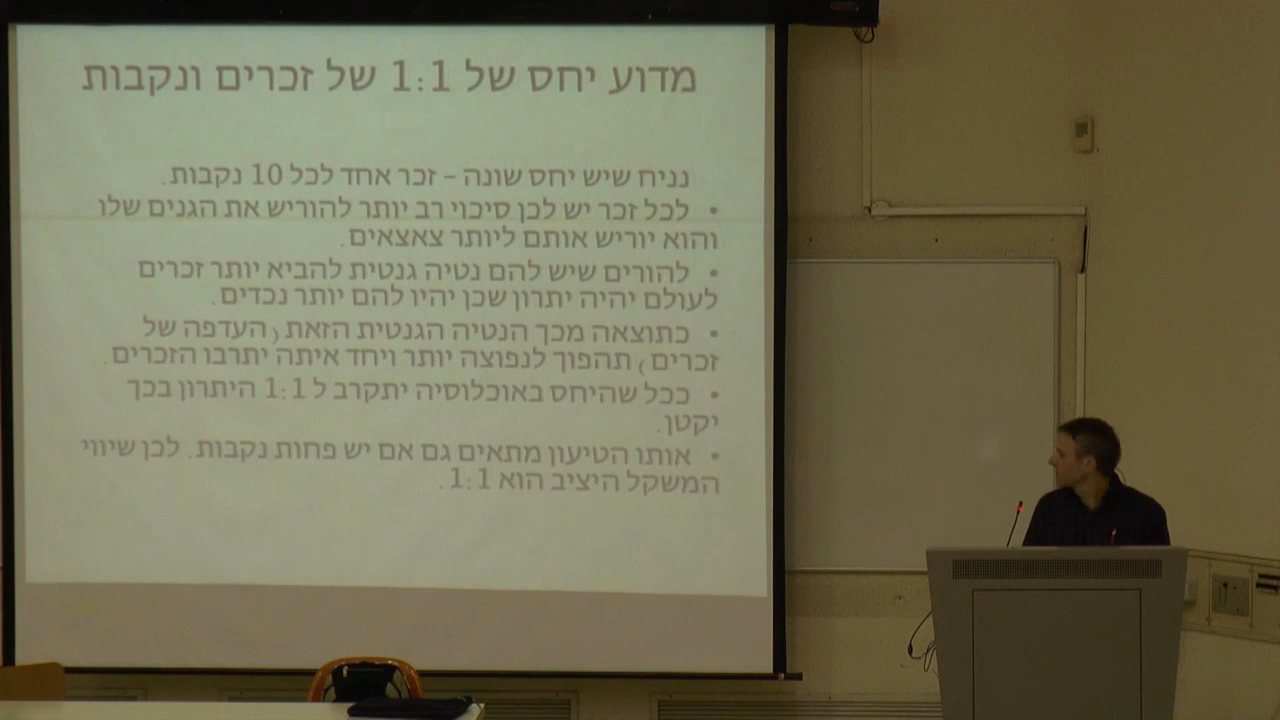 מדוע יחס של 1:1 של זכרים ונקבות
נניח שיש יחס שונה – זכר אחד לכל 10 נקבות.
• לכל זכר יש לכן סיכוי רב יותר להוריש את הגנים שלו
והוא יוריש אותם ליותר צאצאים.
• להורים שיש להם נטיה גנטית להביא יותר זכרים
לעולם יהיה יתרון שכן יהיו להם יותר נכדים.
• כתוצאה מכך הנטיה הגנטית הזאת (העדפה של
זכרים) תהפוך לנפוצה יותר ויחד איתה יתרבו הזכרים.
• ככל שהיחס באוכלוסיה יתקרב ל 1:1 היתרון בכך
יקטן.
• אותו הטיעון מתאים גם אם יש פחות נקבות. לכן שיווי
המשקל היציב הוא 1:1.